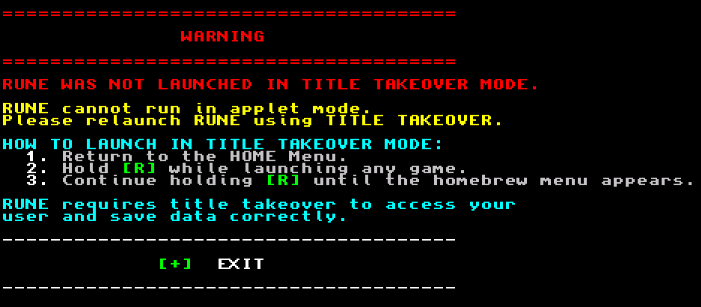 ======================================
WARNING
======================================
RUNE WAS NOT LAUNCHED IN TITLE TAKEOVER MODE.
RUNE cannot run in applet mode.
Please relaunch RUNE using TITLE TAKEOVER.
HOW TO LAUNCH IN TITLE TAKEOVER MODE:
1. Return to the HOME Menu.
2. Hold [R] while launching any game.
3. Continue holding [R] until the homebrew menu appears.
RUNE requires title takeover to access your
user and save data correctly.
--------------------------------------
[+] EXIT
--------------------------------------